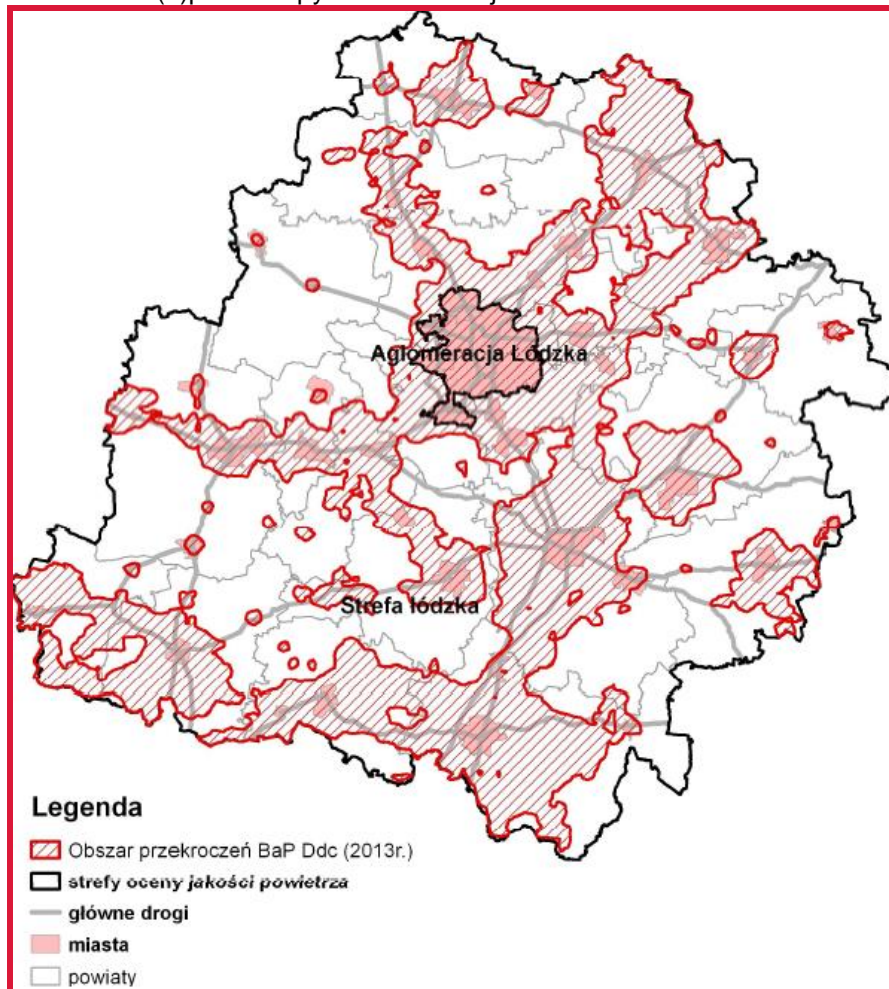 Aglomeracja Łódzka
Strefa łódzka
Legenda
Obszar przekroczeń BaP Ddc (2013r.)
strefy oceny jakości powietrza
główne drogi
miasta
powiaty